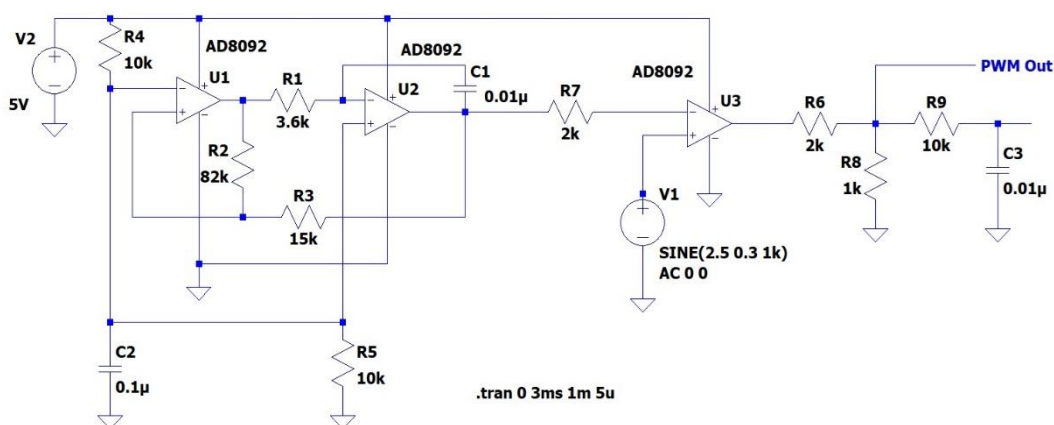 V2
5V
R4
10k
AD8092
U1
R1
3.6k
R2
82k
R3
15k
AD8092
U2
C1
0.01µ
R7
2k
AD8092
U3
V1
SINE(2.5 0.3 1k)
AC 0 0
R6
2k
PWM Out
R9
10k
R8
1k
C3
0.01µ
C2
0.1µ
R5
10k
.tran 0 3ms 1m 5u